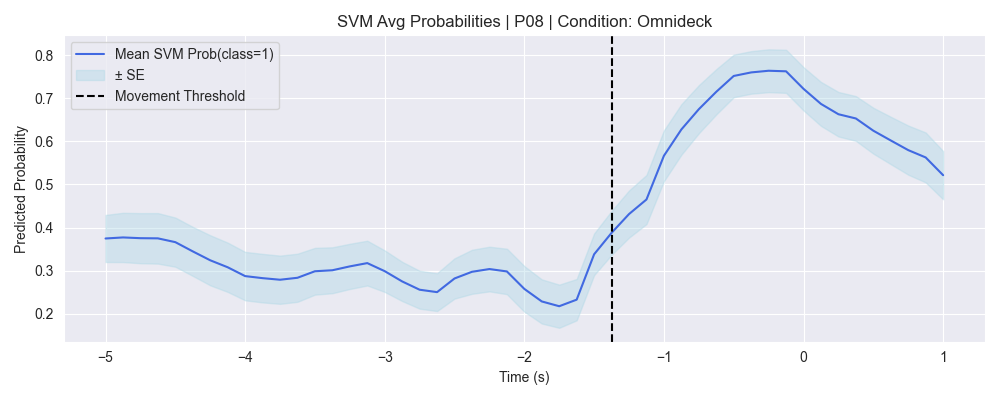 SVM Avg Probabilities | P08 | Condition: Omnideck
Mean SVM Prob(class=1)
± SE
Movement Threshold
Predicted Probability
0.8
0.7
0.6
0.5
0.4
0.3
0.2
−5
−4
−3
−2
−1
0
1
Time (s)